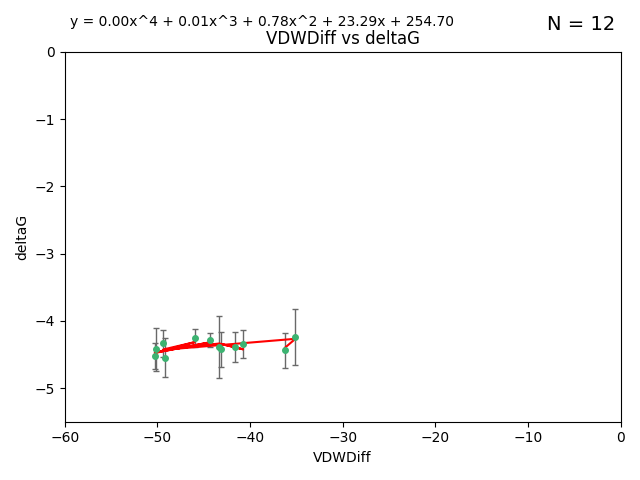 y = 0.00x^4 + 0.01x^3 + 0.78x^2 + 23.29x + 254.70
N = 12
VDWDiff vs deltaG
0
−1
−2
−3
−4
−5
deltaG
−60
−50
−40
−30
−20
−10
0
VDWDiff